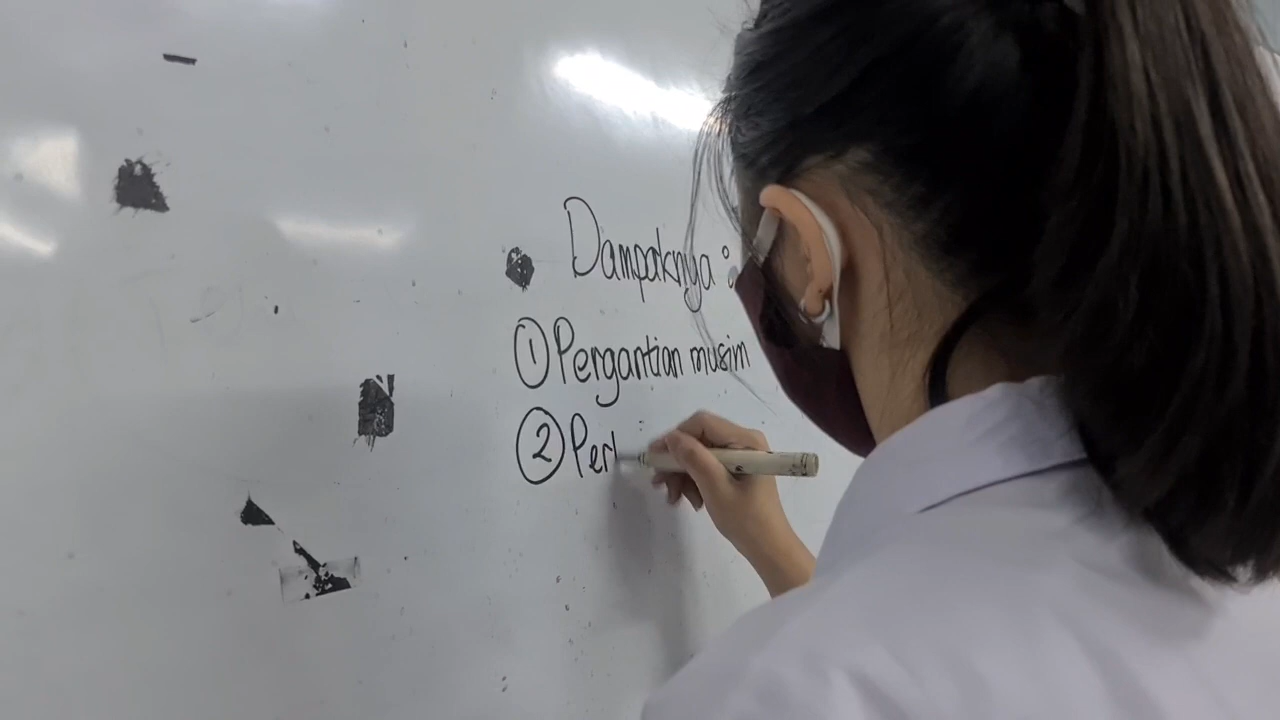 Dampaknya :
① Pergantian musim
② Per